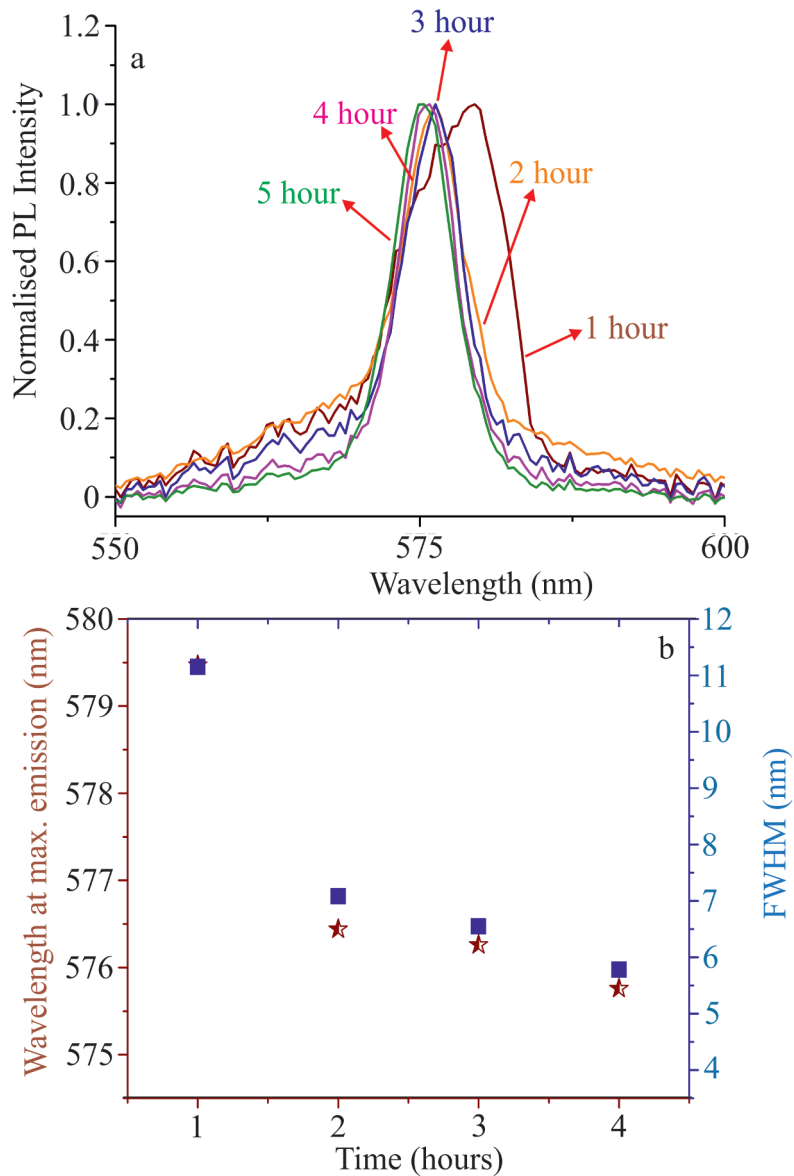 a
3 hour
4 hour
5 hour
2 hour
1 hour
Normalised PL Intensity
1.2
1.0
0.8
0.6
0.4
0.2
0
550 575 600
Wavelength (nm)
b
Wavelength at max. emission (nm)
580
579
578
577
576
575
FWHM (nm)
12
11
10
9
8
7
6
5
4
1 2 3 4
Time (hours)